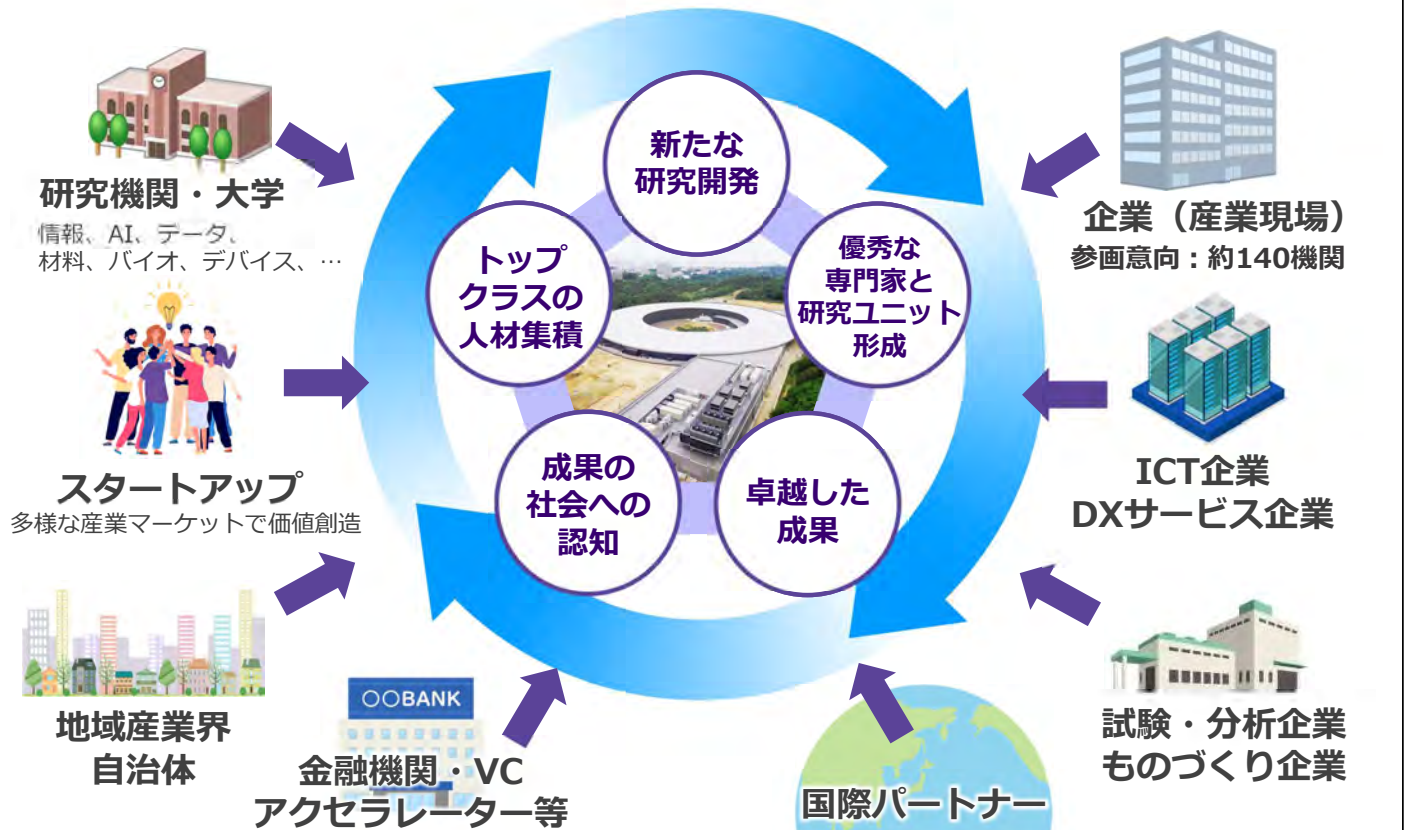 新たな
研究開発
優秀な
専門家と
研究ユニット
形成
卓越した
成果
成果の
社会への
認知
トップ
クラスの
人材集積
研究機関・大学
情報、AI、データ、
材料、バイオ、デバイス、…
スタートアップ
多様な産業マーケットで価値創造
地域産業界
自治体
○○BANK
金融機関・VC
アクセラレーター等
国際パートナー
企業（産業現場）
参画意向：約140機関
ICT企業
DXサービス企業
試験・分析企業
ものづくり企業